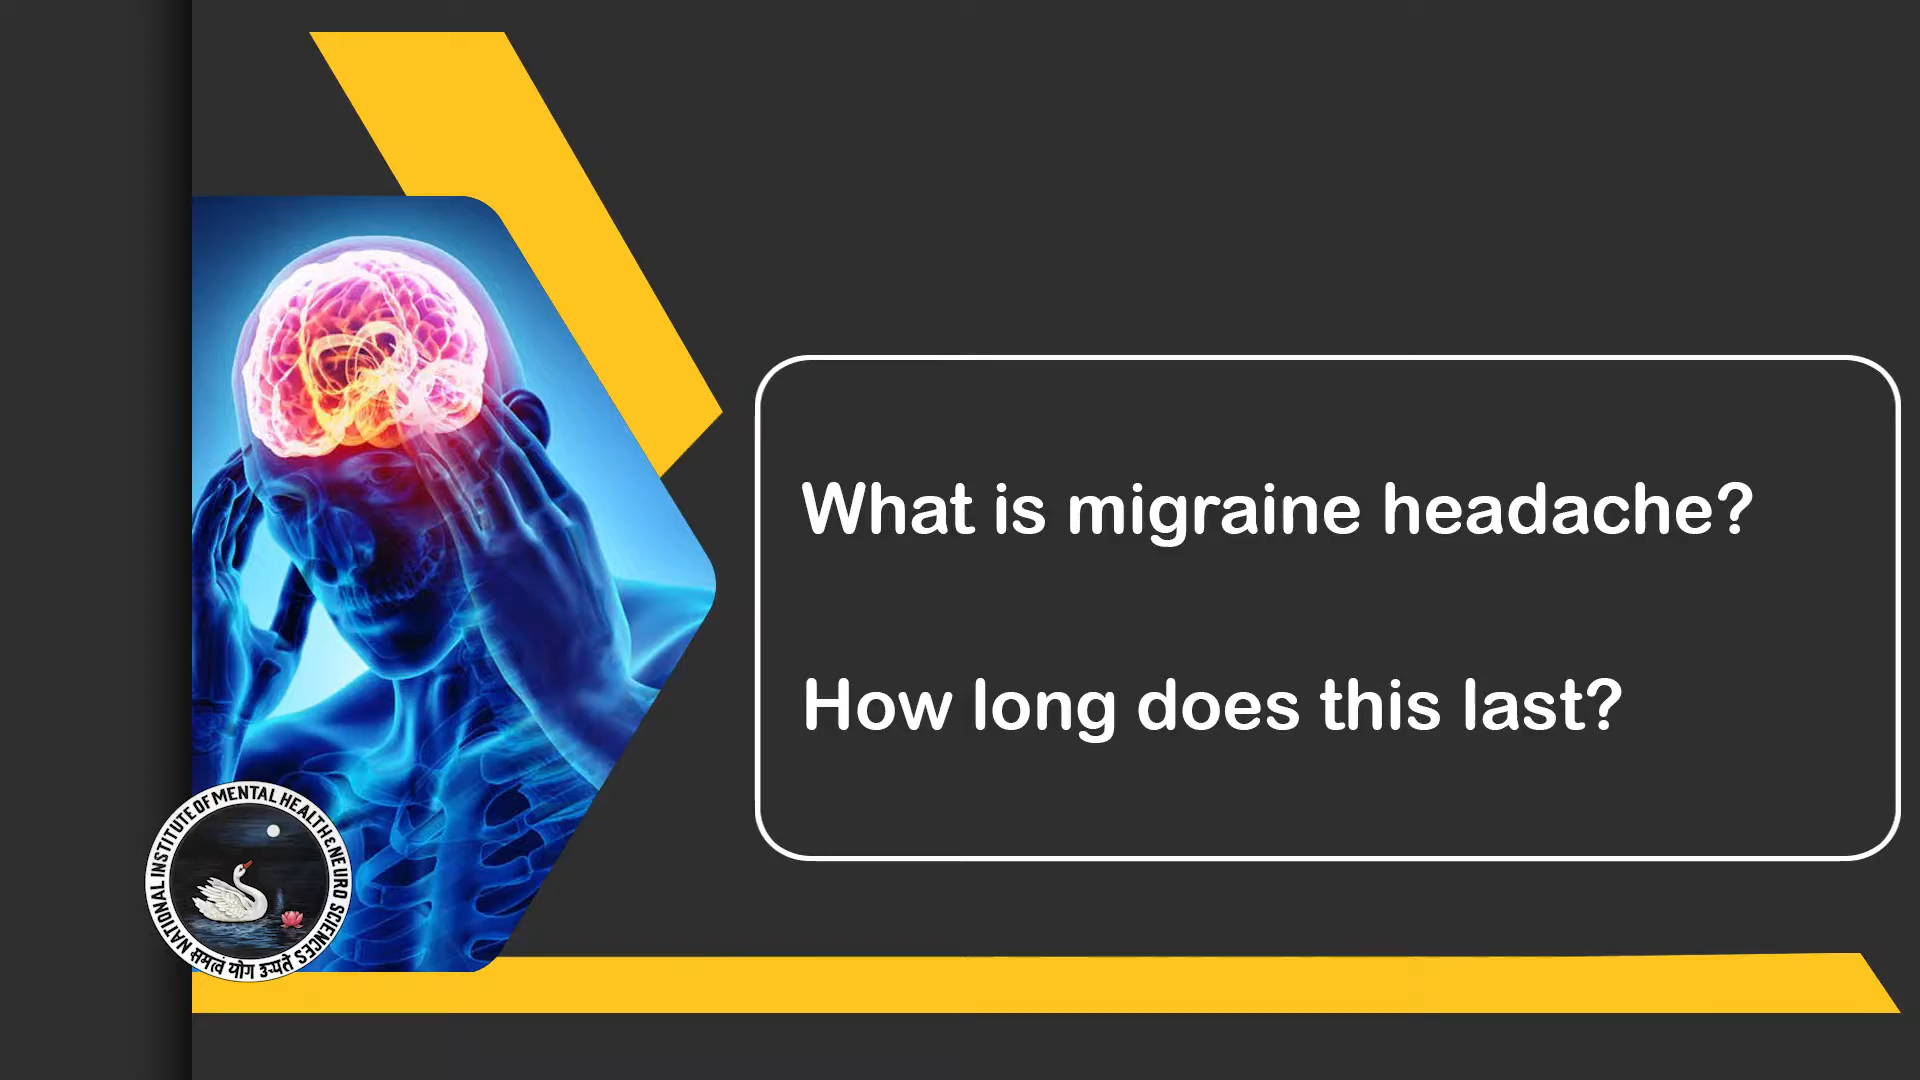 What is migraine headache?
How long does this last?
NATIONAL INSTITUTE OF MENTAL HEALTH & NEURO SCIENCES
समत्वं योग उच्यते